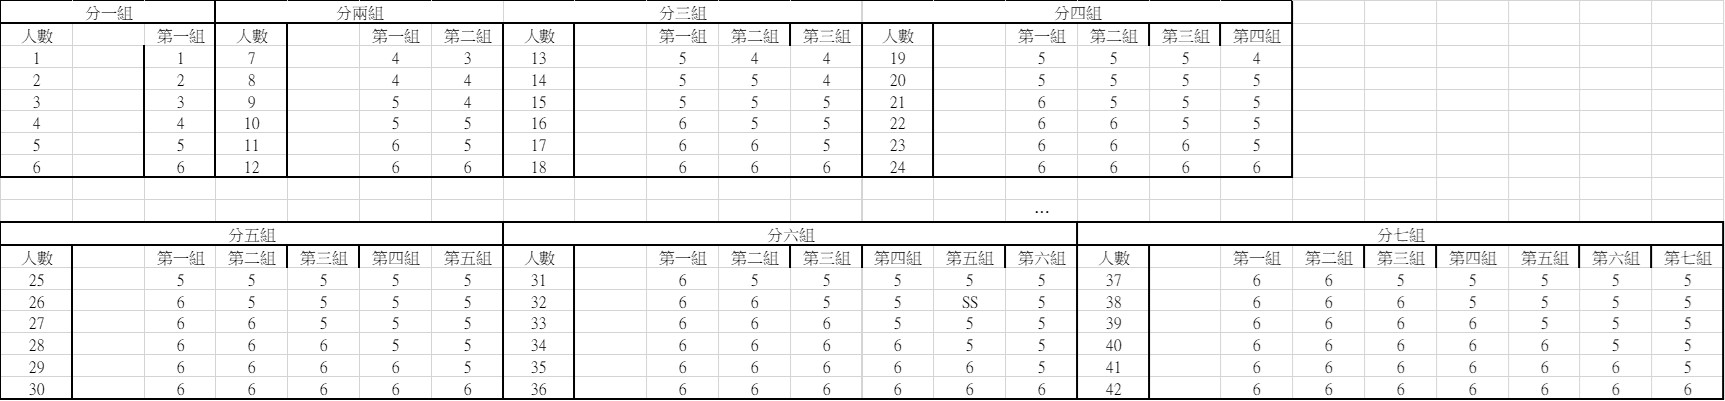 分一組 分兩組 分三組 分四組
人數 第一組 人數 第一組 第二組 人數 第一組 第二組 第三組 人數 第一組 第二組 第三組 第四組
1 1 7 4 3 13 5 4 4 19 5 5 5 4
2 2 8 4 4 14 5 5 4 20 5 5 5 5
3 3 9 5 4 15 5 5 5 21 6 5 5 5
4 4 10 5 5 16 6 5 5 22 6 6 5 5
5 5 11 6 5 17 6 6 5 23 6 6 6 5
6 6 12 6 6 18 6 6 6 24 6 6 6 6
...
分五組 分六組 分七組
人數 第一組 第二組 第三組 第四組 第五組 人數 第一組 第二組 第三組 第四組 第五組 第六組 人數 第一組 第二組 第三組 第四組 第五組 第六組 第七組
25 5 5 5 5 5 31 6 5 5 5 5 5 37 6 6 5 5 5 5 5
26 6 5 5 5 5 32 6 6 5 5 SS 5 38 6 6 6 5 5 5 5
27 6 6 5 5 5 33 6 6 6 5 5 5 39 6 6 6 6 5 5 5
28 6 6 6 5 5 34 6 6 6 6 5 5 40 6 6 6 6 6 5 5
29 6 6 6 6 5 35 6 6 6 6 6 5 41 6 6 6 6 6 6 5
30 6 6 6 6 6 36 6 6 6 6 6 6 42 6 6 6 6 6 6 6